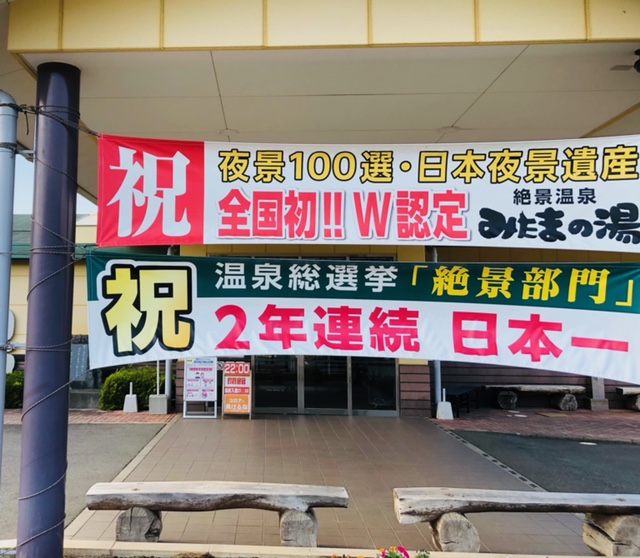 祝
夜景100選・日本夜景遺産
全国初!! W認定
絶景温泉
みたまの湯
祝
温泉総選挙「絶景部門」
2年連続 日本一
22:00